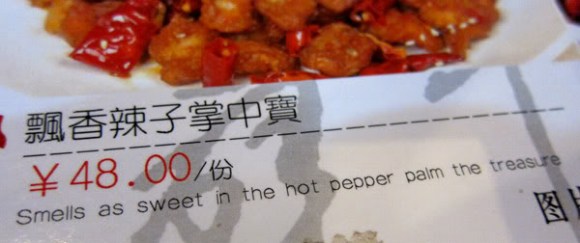 飄香辣子掌中寶
￥48.00/份
Smells as sweet in the hot pepper palm the treasure
图